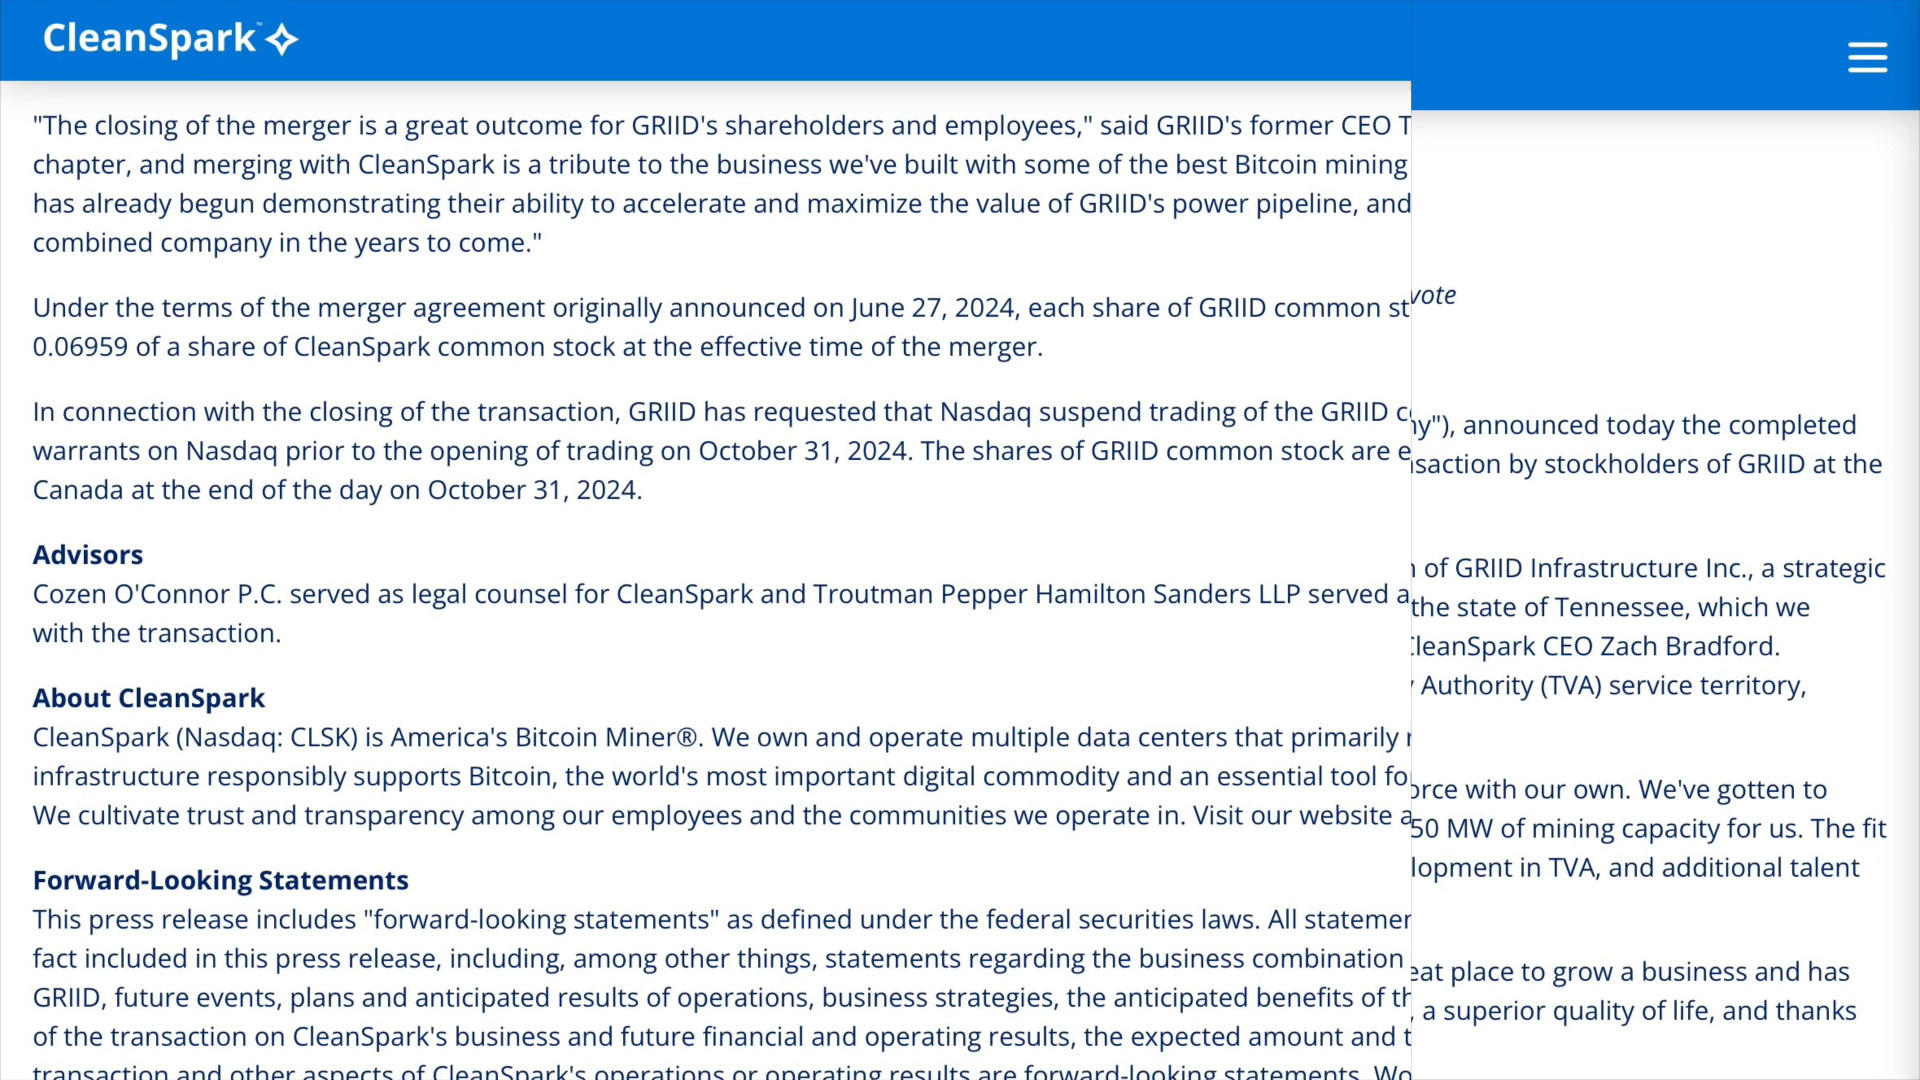 CleanSpark™
"The closing of the merger is a great outcome for GRIID's shareholders and employees," said GRIID's former CEO
chapter, and merging with CleanSpark is a tribute to the business we've built with some of the best Bitcoin mining
has already begun demonstrating their ability to accelerate and maximize the value of GRIID's power pipeline, and
combined company in the years to come."
Under the terms of the merger agreement originally announced on June 27, 2024, each share of GRIID common
0.06959 of a share of CleanSpark common stock at the effective time of the merger.
In connection with the closing of the transaction, GRIID has requested that Nasdaq suspend trading of the GRIID
warrants on Nasdaq prior to the opening of trading on October 31, 2024. The shares of GRIID common stock are
Canada at the end of the day on October 31, 2024.
Advisors
Cozen O'Connor P.C. served as legal counsel for CleanSpark and Troutman Pepper Hamilton Sanders LLP served
with the transaction.
About CleanSpark
CleanSpark (Nasdaq: CLSK) is America's Bitcoin Miner®. We own and operate multiple data centers that primarily
infrastructure responsibly supports Bitcoin, the world's most important digital commodity and an essential tool
We cultivate trust and transparency among our employees and the communities we operate in. Visit our website
Forward-Looking Statements
This press release includes "forward-looking statements" as defined under the federal securities laws. All
fact included in this press release, including, among other things, statements regarding the business combination
GRIID, future events, plans and anticipated results of operations, business strategies, the anticipated benefits of
of the transaction on CleanSpark's business and future financial and operating results, the expected amount and
transaction and other aspects of CleanSpark's operations or operating results are forward-looking statements.
vote
announced today the completed
by stockholders of GRIID at the
of GRIID Infrastructure Inc., a strategic
the state of Tennessee, which we
CleanSpark CEO Zach Bradford.
Authority (TVA) service territory,
with our own. We've gotten to
50 MW of mining capacity for us. The fit
in TVA, and additional talent
place to grow a business and has
a superior quality of life, and thanks